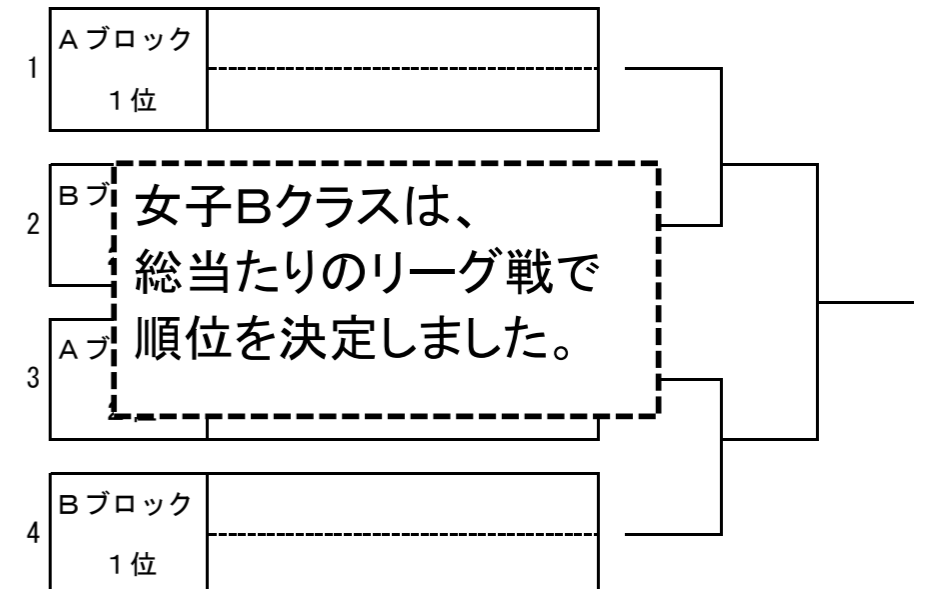 1
Aブロック
1位
2
Bブ
女子Bクラスは、
総当たりのリーグ戦で
順位を決定しました。
3
Aブ
4
Bブロック
1位